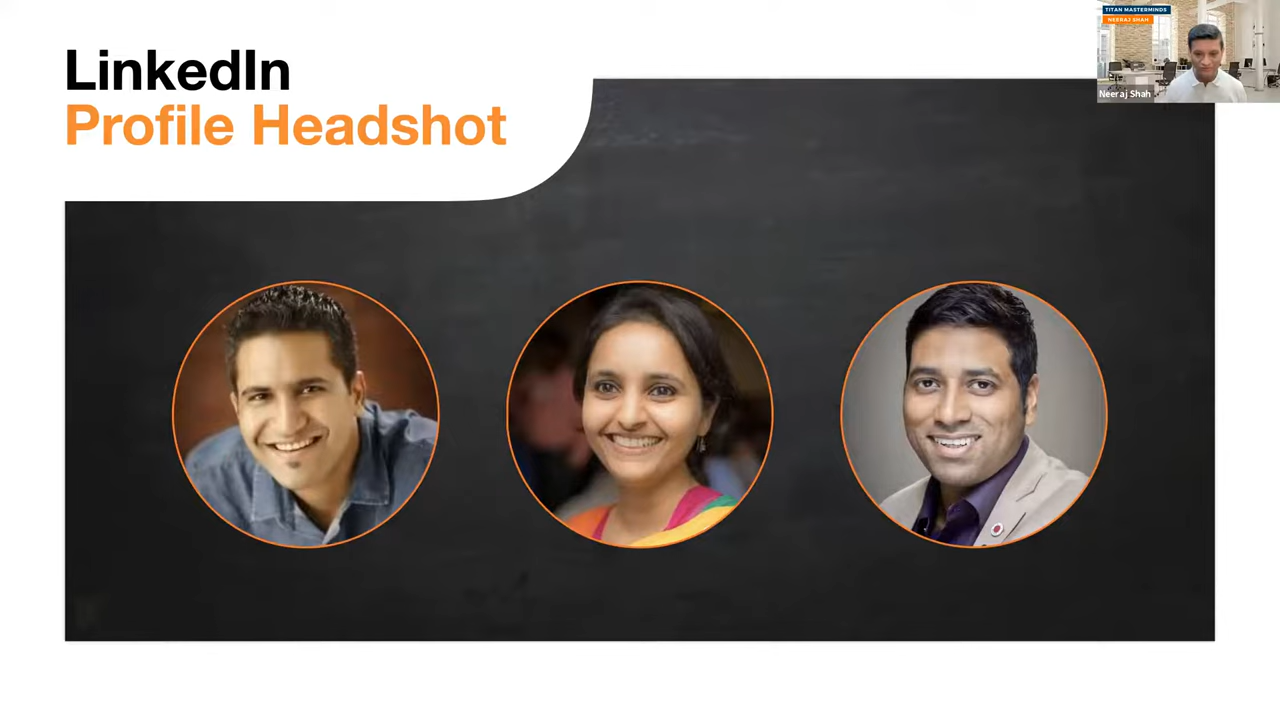 LinkedIn
Profile Headshot
TITAN MASTERMINDS
NEERAJ SHAH
Neeraj Shah